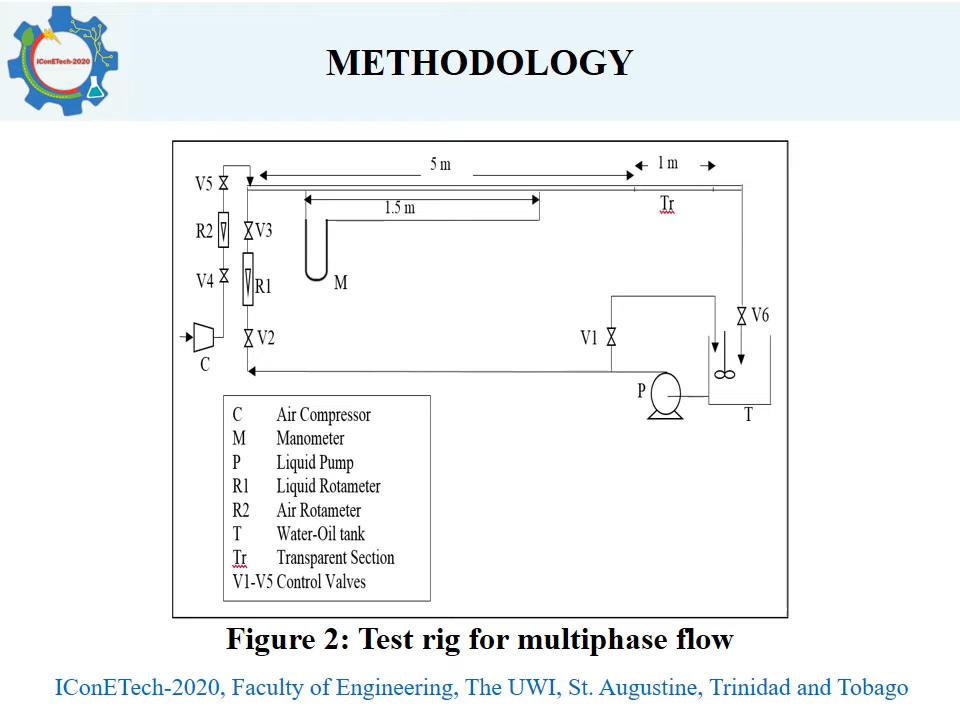 IConETech-2020
METHODOLOGY
5 m
1 m
V5
1.5 m
Tr
R2
V3
V4
M
R1
V6
V2
V1
C
P
T
C Air Compressor
M Manometer
P Liquid Pump
R1 Liquid Rotameter
R2 Air Rotameter
T Water-Oil tank
Tr Transparent Section
V1-V5 Control Valves
Figure 2: Test rig for multiphase flow
IConETech-2020, Faculty of Engineering, The UWI, St. Augustine, Trinidad and Tobago